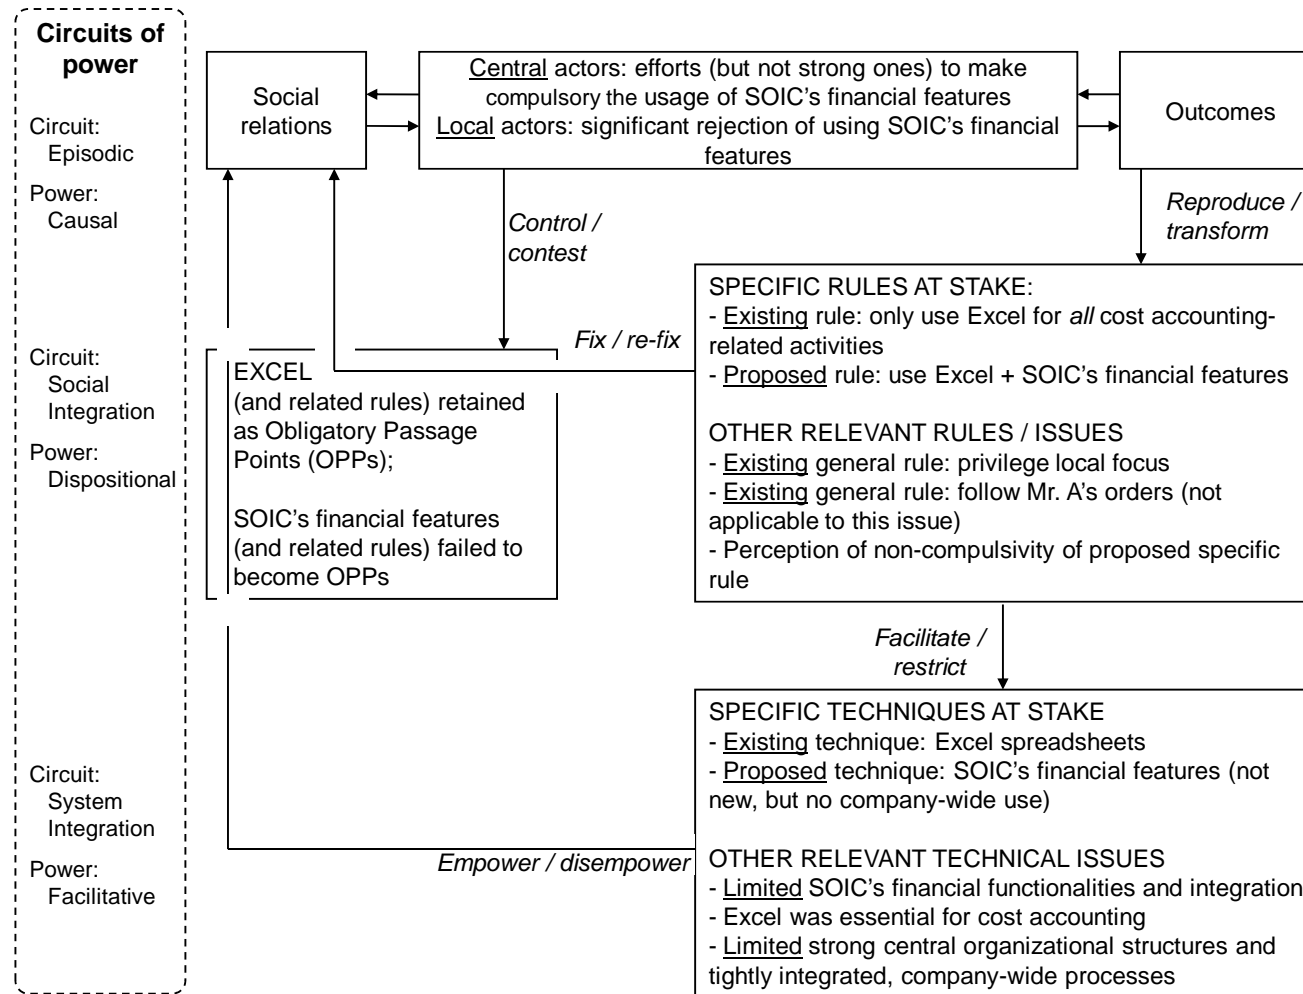 Circuits of
power
Circuit:
Episodic
Power:
Causal
Circuit:
Social
Integration
Power:
Dispositional
Circuit:
System
Integration
Power:
Facilitative
Social
relations
Central actors: efforts (but not strong ones) to make
compulsory the usage of SOIC's financial features
Local actors: significant rejection of using SOIC's financial
features
Outcomes
Control /
contest
Reproduce /
transform
Fix / re-fix
EXCEL
(and related rules) retained
as Obligatory Passage
Points (OPPs);
SOIC's financial features
(and related rules) failed to
become OPPs
SPECIFIC RULES AT STAKE:
- Existing rule: only use Excel for all cost accounting-
related activities
- Proposed rule: use Excel + SOIC's financial features
OTHER RELEVANT RULES / ISSUES
- Existing general rule: privilege local focus
- Existing general rule: follow Mr. A's orders (not
applicable to this issue)
- Perception of non-compulsivity of proposed specific
rule
Facilitate /
restrict
SPECIFIC TECHNIQUES AT STAKE
- Existing technique: Excel spreadsheets
- Proposed technique: SOIC's financial features (not
new, but no company-wide use)
OTHER RELEVANT TECHNICAL ISSUES
- Limited SOIC's financial functionalities and integration
- Excel was essential for cost accounting
- Limited strong central organizational structures and
tightly integrated, company-wide processes
Empower / disempower